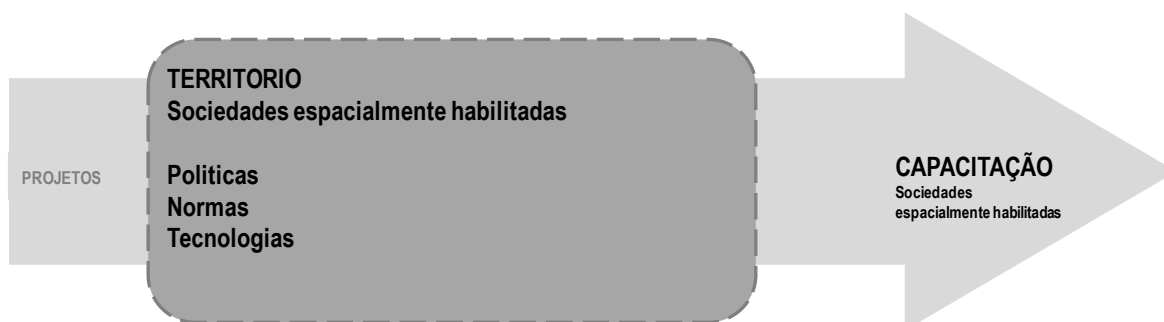 PROJETOS
TERRITORIO
Sociedades espacialmente habilitadas
Politicas
Normas
Tecnologias
CAPACITAÇÃO
Sociedades
espacialmente habilitadas